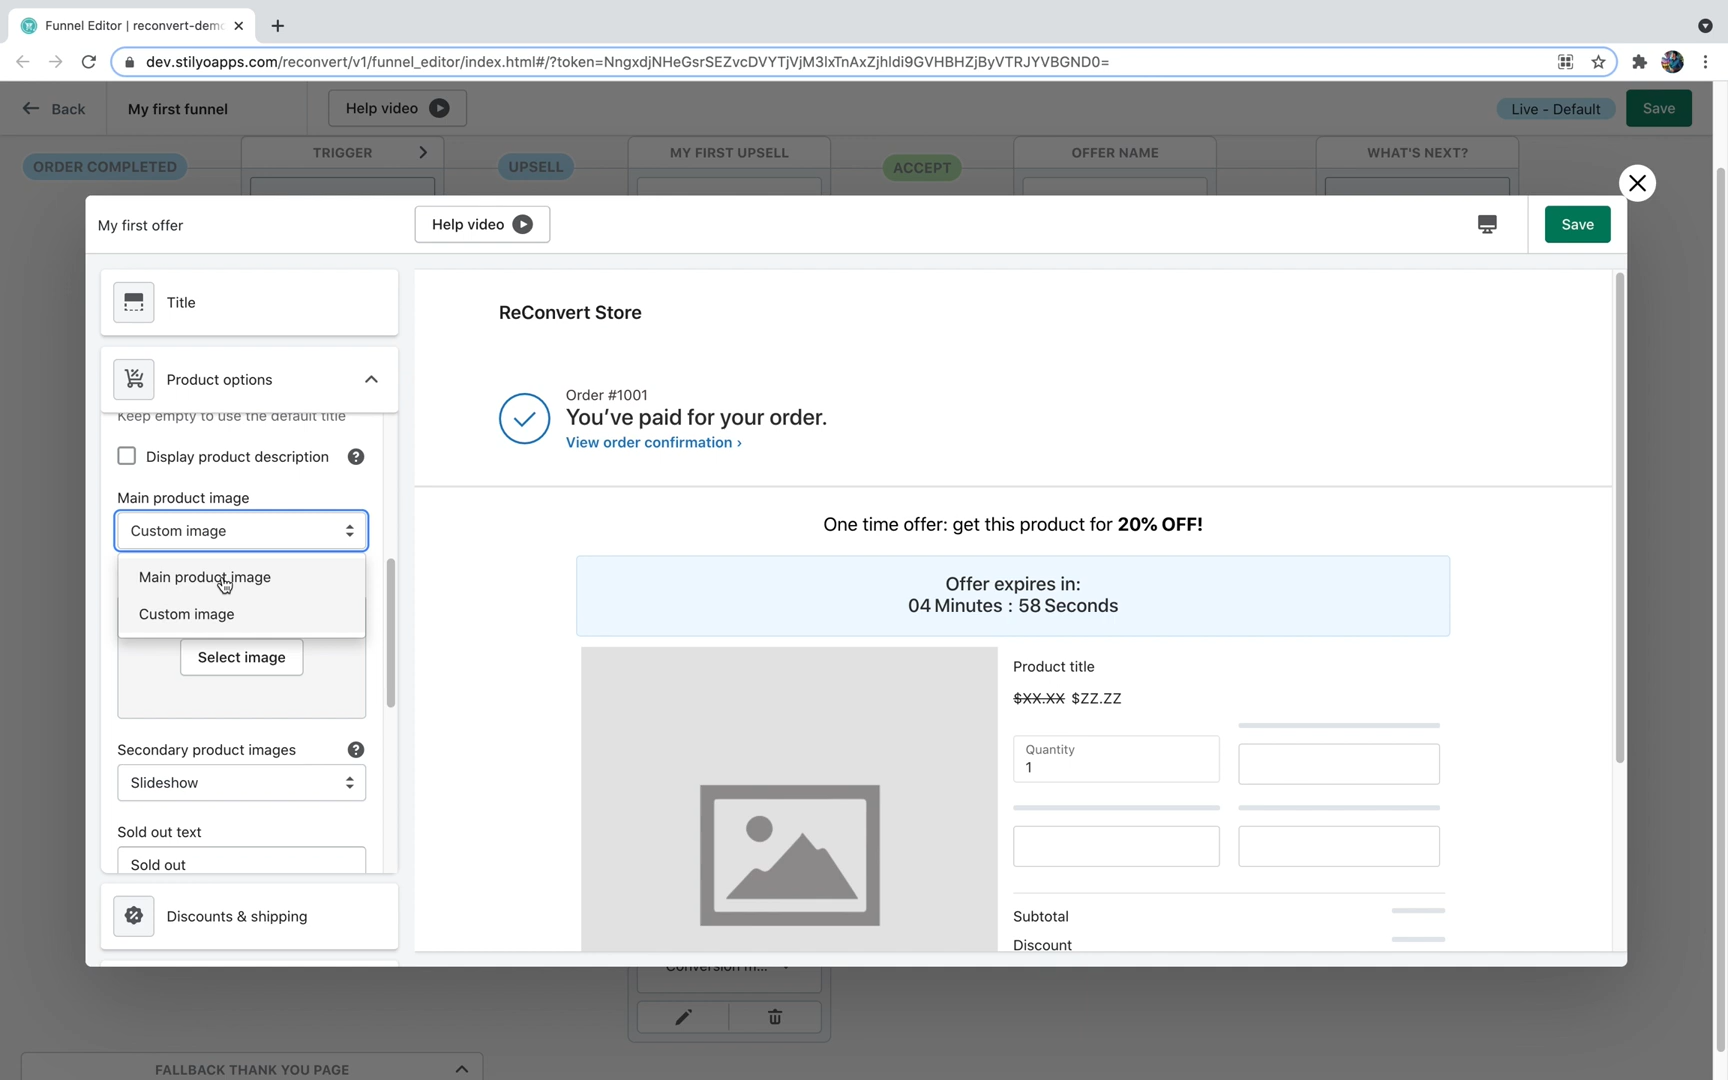 Funnel Editor | reconvert-demo
dev.stilyoapps.com/reconvert/v1/funnel_editor/index.html#/?token=NngxdjNHeGsrSEZvcDVYTjVjM3lxTnAxZjhldi9GVHBHZjByVTRJYVBGND0=
Back
My first funnel
Help video
Live - Default
Save
ORDER COMPLETED
TRIGGER
UPSELL
MY FIRST UPSELL
ACCEPT
OFFER NAME
WHAT'S NEXT?
My first offer
Help video
Save
Title
Product options
Keep empty to use the default title
Display product description
Main product image
Custom image
Main product image
Custom image
Select image
Secondary product images
Slideshow
Sold out text
Sold out
Discounts & shipping
ReConvert Store
Order #1001
You've paid for your order.
View order confirmation ›
One time offer: get this product for 20% OFF!
Offer expires in:
04 Minutes : 58 Seconds
Product title
$XX.XX $ZZ.ZZ
Quantity
1
Subtotal
Discount
Conversion m...
FALLBACK THANK YOU PAGE